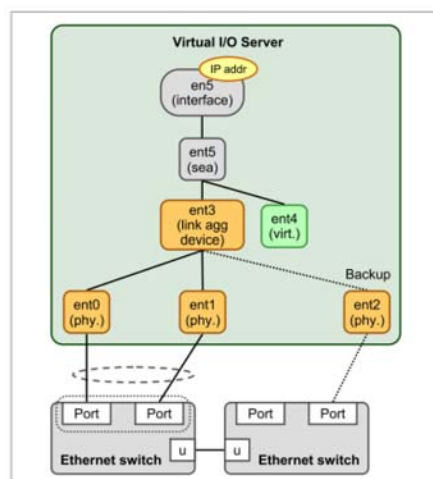 Virtual I/O Server
IP addr
en5
(interface)
ent5
(sea)
ent3
(link agg
device)
ent4
(virt.)
Backup
ent0
(phy.)
ent1
(phy.)
ent2
(phy.)
Port
Port
Port
Port
u
u
Ethernet switch
Ethernet switch